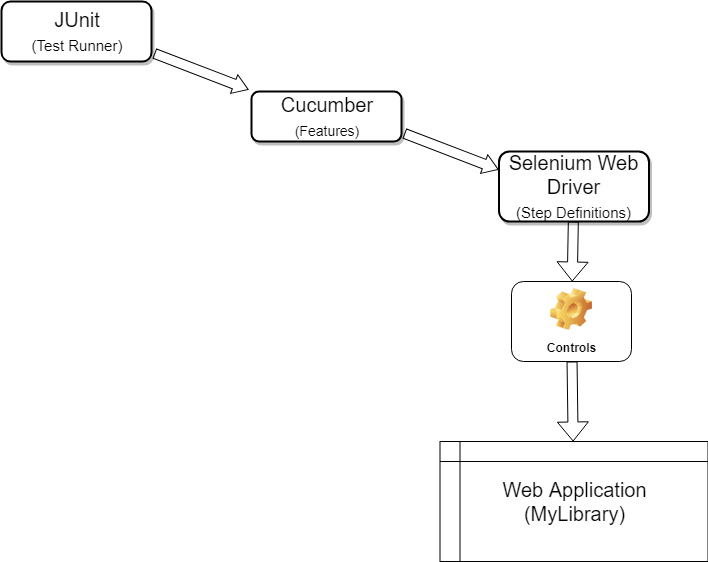 JUnit
(Test Runner)
Cucumber
(Features)
Selenium Web
Driver
(Step Definitions)
Controls
Web Application
(MyLibrary)